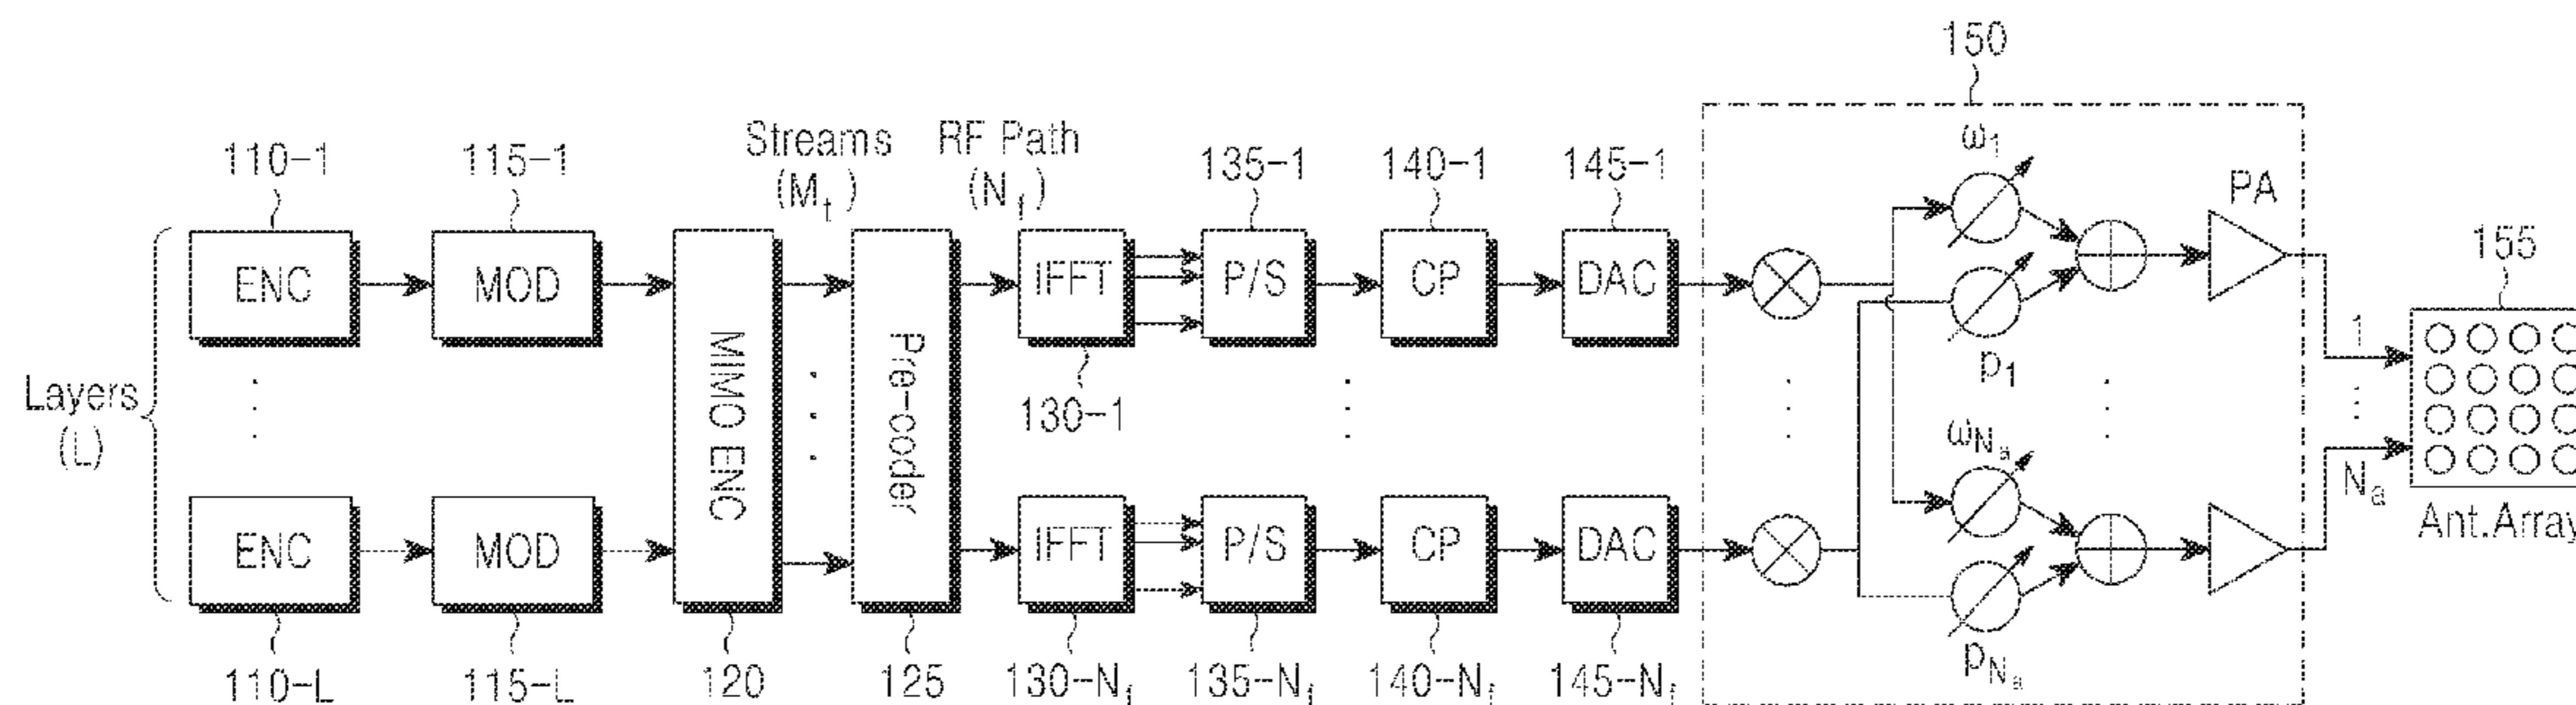 150
Streams RF Path ω1
110-1 115-1 (Mt) (Nf) 135-1 140-1 145-1 PA
155
ENC MOD IFFT P/S CP DAC
MIMO ENC
Pre-coder
1
p1
Layers 130-1
(L) ωNa
Na
ENC MOD IFFT P/S CP DAC Ant.Array
pNa
110-L 115-L 120 125 130-Nf 135-Nf 140-Nf 145-Nf